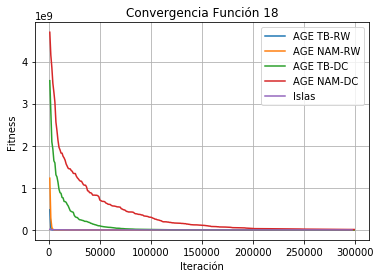 Convergencia Función 18
1e9
AGE TB-RW
AGE NAM-RW
AGE TB-DC
AGE NAM-DC
Islas
4
3
2
1
0
Fitness
0 50000 100000 150000 200000 250000 300000
Iteración